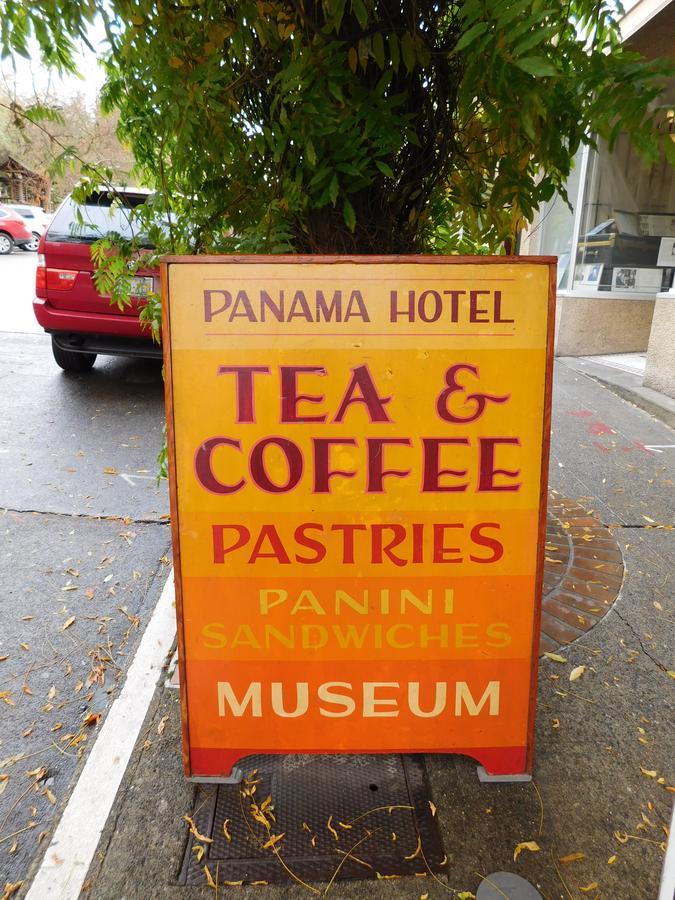 PANAMA HOTEL
TEA &
COFFEE
PASTRIES
PANINI
SANDWICHES
MUSEUM